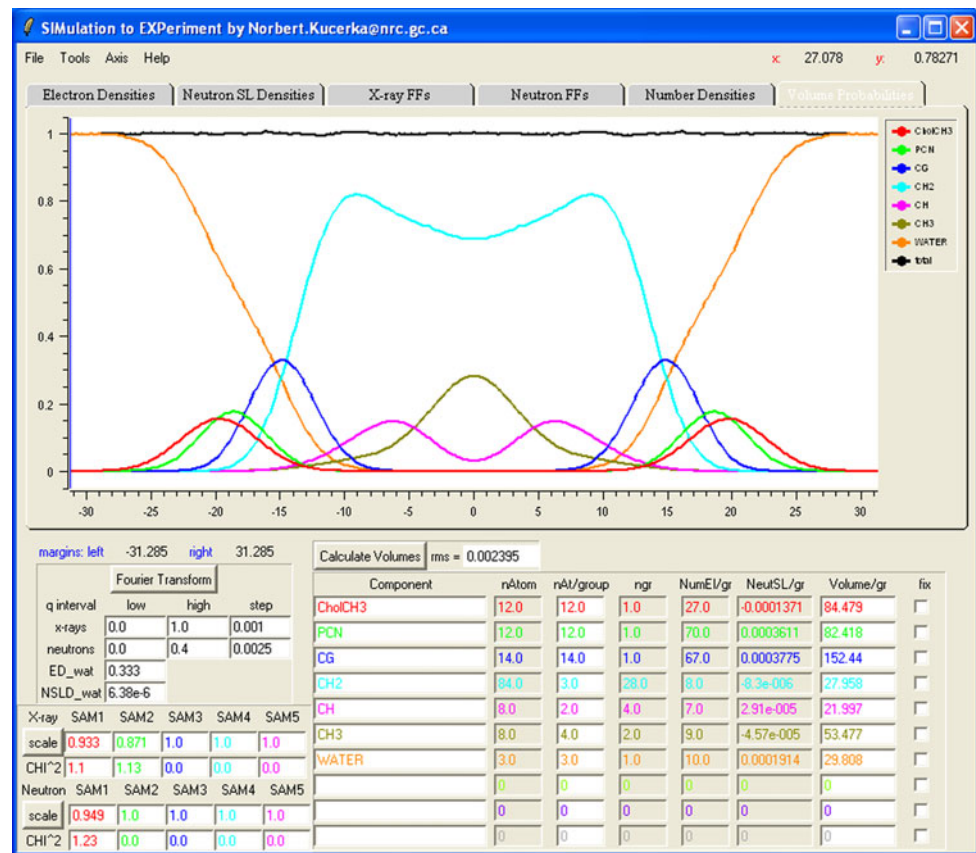 SIMulation to EXPeriment by Norbert.Kucerka@nrc.gc.ca
File Tools Axis Help x: 27.078 y: 0.78271
Electron Densities Neutron SL Densities X-ray FFs Neutron FFs Number Densities Volume Probabilities
1
0.8
0.6
0.4
0.2
0
-30 -25 -20 -15 -10 -5 0 5 10 15 20 25 30
CholCH3
PCN
CG
CH2
CH
CH3
WATER
total
margins: left -31.285 right 31.285
Fourier Transform
q interval low high step
x-rays 0.0 1.0 0.001
neutrons 0.0 0.4 0.0025
ED_wat 0.333
NSLD_wat 6.38e-6
X-ray SAM1 SAM2 SAM3 SAM4 SAM5
scale 0.933 0.871 1.0 1.0 1.0
CHI^2 1.1 1.13 0.0 0.0 0.0
Neutron SAM1 SAM2 SAM3 SAM4 SAM5
scale 0.949 1.0 1.0 1.0 1.0
CHI^2 1.23 0.0 0.0 0.0 0.0
Calculate Volumes rms = 0.002395
Component nAtom nAt/group ngr NumEl/gr NeutSL/gr Volume/gr fix
CholCH3 12.0 12.0 1.0 27.0 -0.0001371 84.479
PCN 12.0 12.0 1.0 70.0 0.0003611 82.418
CG 14.0 14.0 1.0 67.0 0.0003775 152.44
CH2 84.0 3.0 28.0 8.0 -8.3e-006 27.958
CH 8.0 2.0 4.0 7.0 2.91e-005 21.997
CH3 8.0 4.0 2.0 9.0 -4.57e-005 53.477
WATER 3.0 3.0 1.0 10.0 0.0001914 29.808
0 0 0 0 0 0
0 0 0 0 0 0
0 0 0 0 0 0